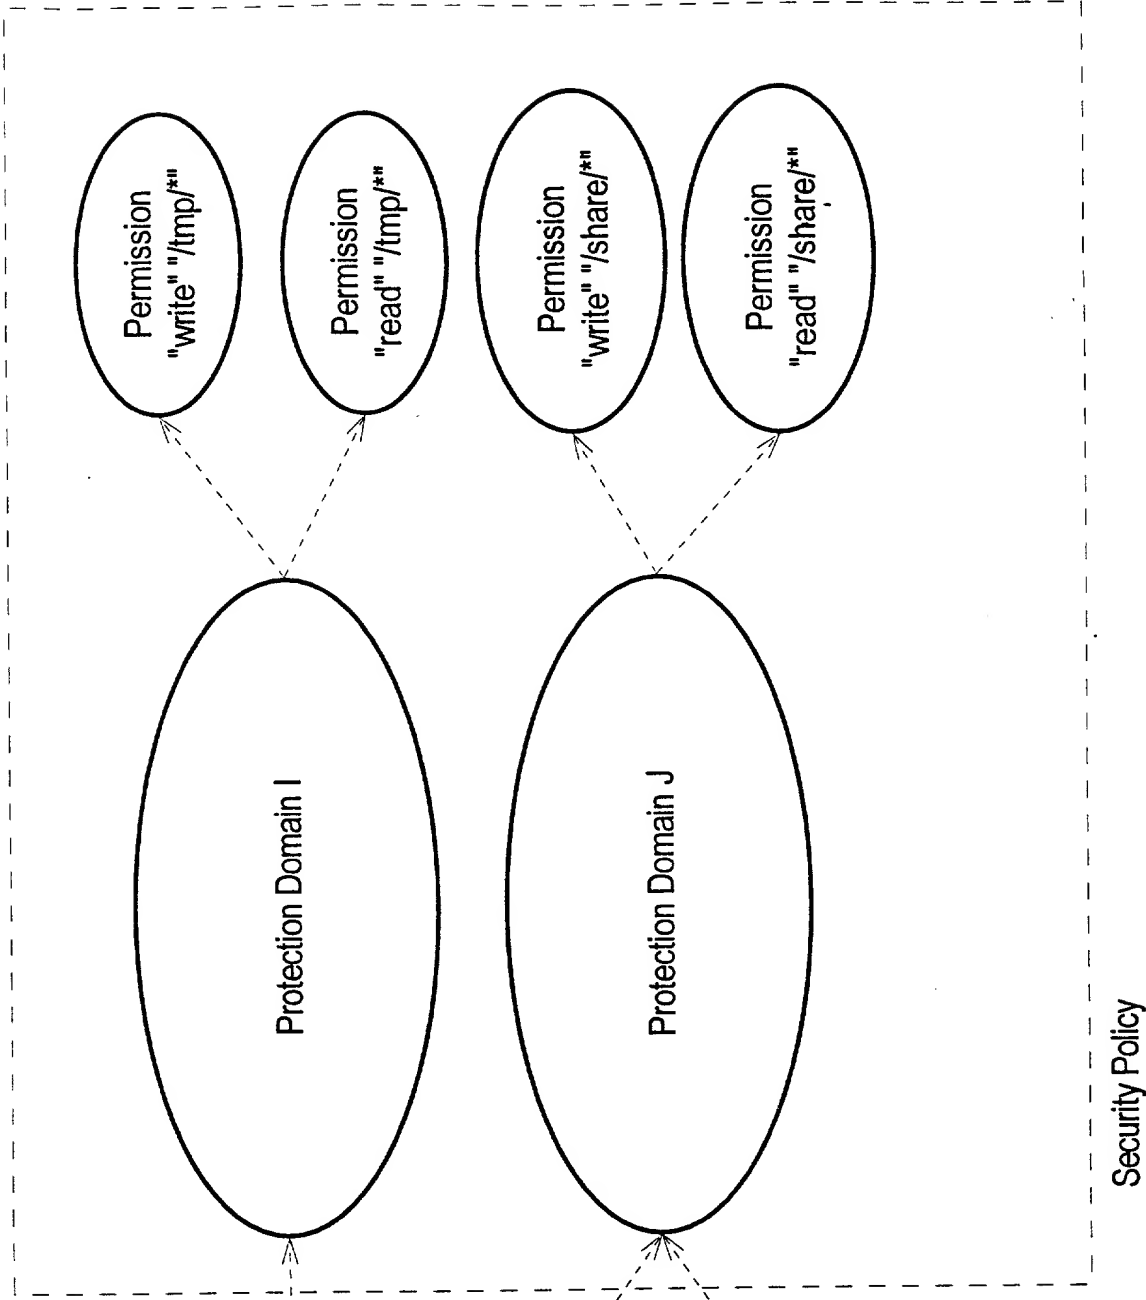 Permission
"write" "/tmp/*"
Permission
"read" "/tmp/*"
Permission
"write" "/share/*"
Permission
"read" "/share/*"
Protection Domain I
Protection Domain J
Security Policy